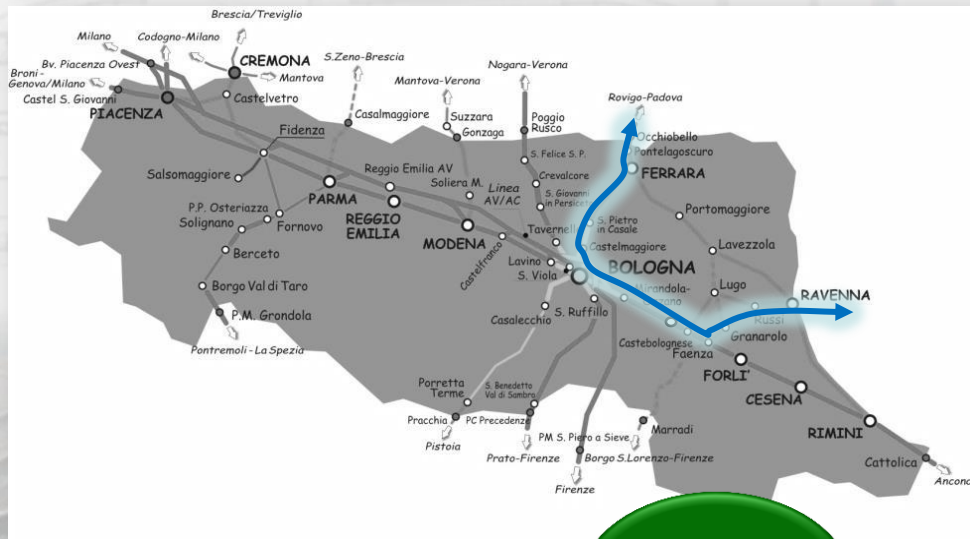 Brescia/Treviglio
Milano
Codogno-Milano
Bv. Piacenza Ovest
CREMONA
Mantova
S.Zeno-Brescia
Nogara-Verona
Broni-
Genova/Milano
Castel S. Giovanni
PIACENZA
Castelvetro
Casalmaggiore
Mantova-Verona
Suzzara
Gonzaga
Poggio
Rusco
Rovigo-Padova
Occhiobello
Pontelagoscuro
FERRARA
Fidenza
Salsomaggiore
PARMA
Reggio Emilia AV
REGGIO
EMILIA
Soliera M.
Linea
AV/AC
S. Felice S. P.
Crevalcore
S. Giovanni
in Persiceto
S. Pietro
in Casale
Portomaggiore
P.P. Osteriazza
Solignano
Fornovo
MODENA
Castelfranco
Castelmaggiore
Lavezzola
Berceto
Lavino
S. Viola
BOLOGNA
Lugo
RAVENNA
Borgo Val di Taro
P.M. Grondola
Pontremoli-La Spezia
Casalecchio
S. Ruffillo
Castebolognese
Faenza
Granarolo
Russi
FORLI'
CESENA
RIMINI
Cattolica
Ancona
Porretta
Terme
Pracchia
Pistoia
S. Benedetto
Val di Sambro
PC Precedenze
Prato-Firenze
PM S. Piero a Sieve
Firenze
Marradi
Borgo S.Lorenzo-Firenze